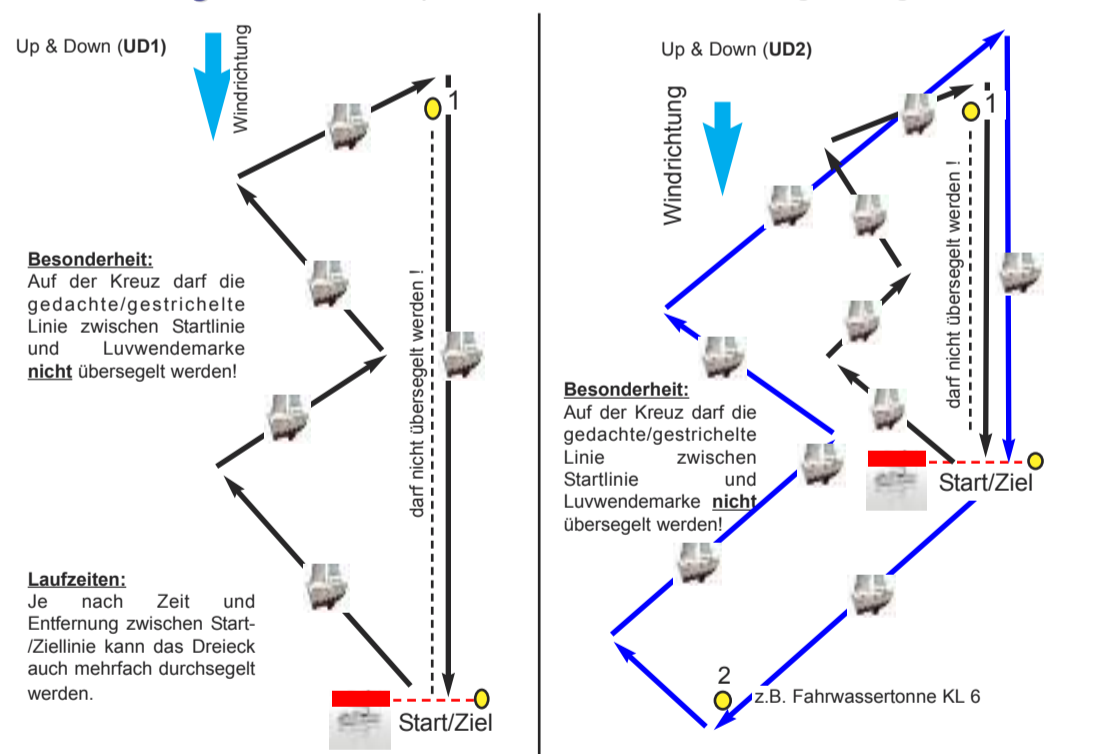 Up & Down (UD1)
Windrichtung
1
darf nicht übersegelt werden !
Besonderheit:
Auf der Kreuz darf die
gedachte/gestrichelte
Linie zwischen Startlinie
und Luvwendemarke
nicht übersegelt werden!
Laufzeiten:
Je nach Zeit und
Entfernung zwischen Start-
/Ziellinie kann das Dreieck
auch mehrfach durchsegelt
werden.
Start/Ziel
Up & Down (UD2)
Windrichtung
1
darf nicht übersegelt werden !
Besonderheit:
Auf der Kreuz darf die
gedachte/gestrichelte
Linie zwischen
Startlinie und
Luvwendemarke nicht
übersegelt werden!
Start/Ziel
2
z.B. Fahrwassertonne KL 6